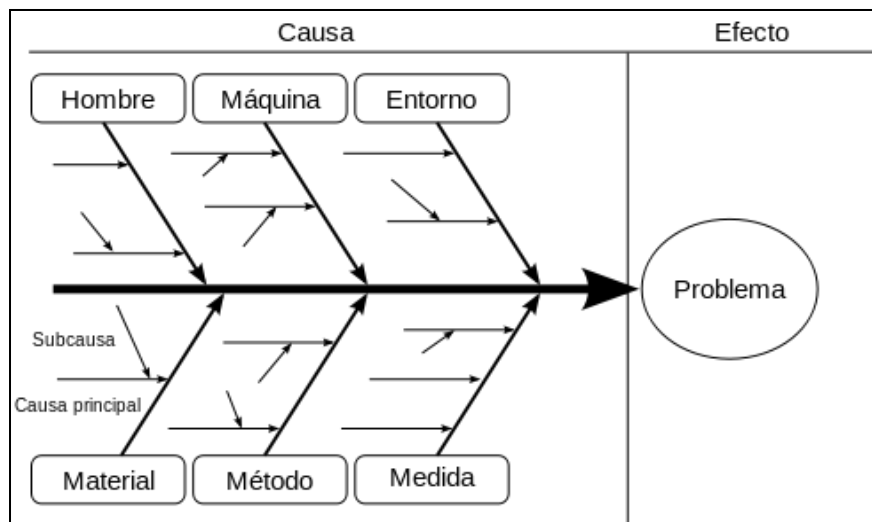 Causa
Efecto
Hombre
Máquina
Entorno
Problema
Subcausa
Causa principal
Material
Método
Medida